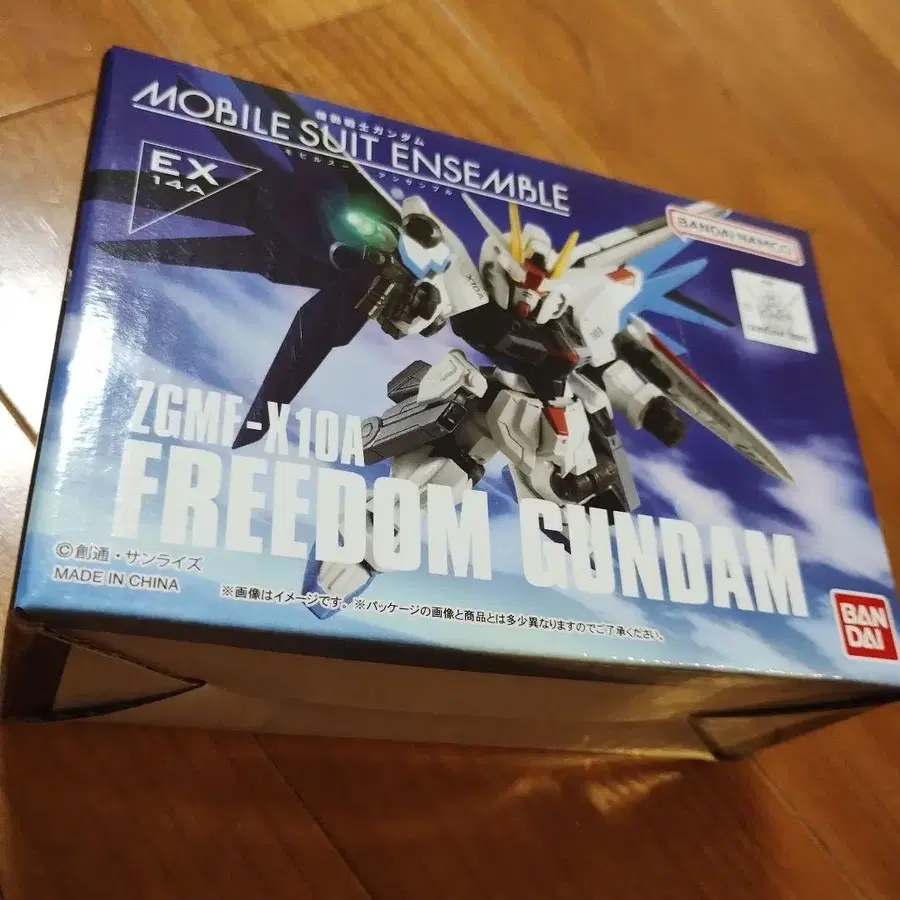 機動戦士ガンダム
MOBILE SUIT ENSEMBLE
モビルスーツアンサンブル
EX
14A
BANDAI NAMCO
X10A
ZGMF-X10A
FREEDOM GUNDAM
©創通・サンライズ
MADE IN CHINA
※画像はイメージです。※パッケージの画像と商品とは多少異なりますのでご了承ください。
BAN
DAI